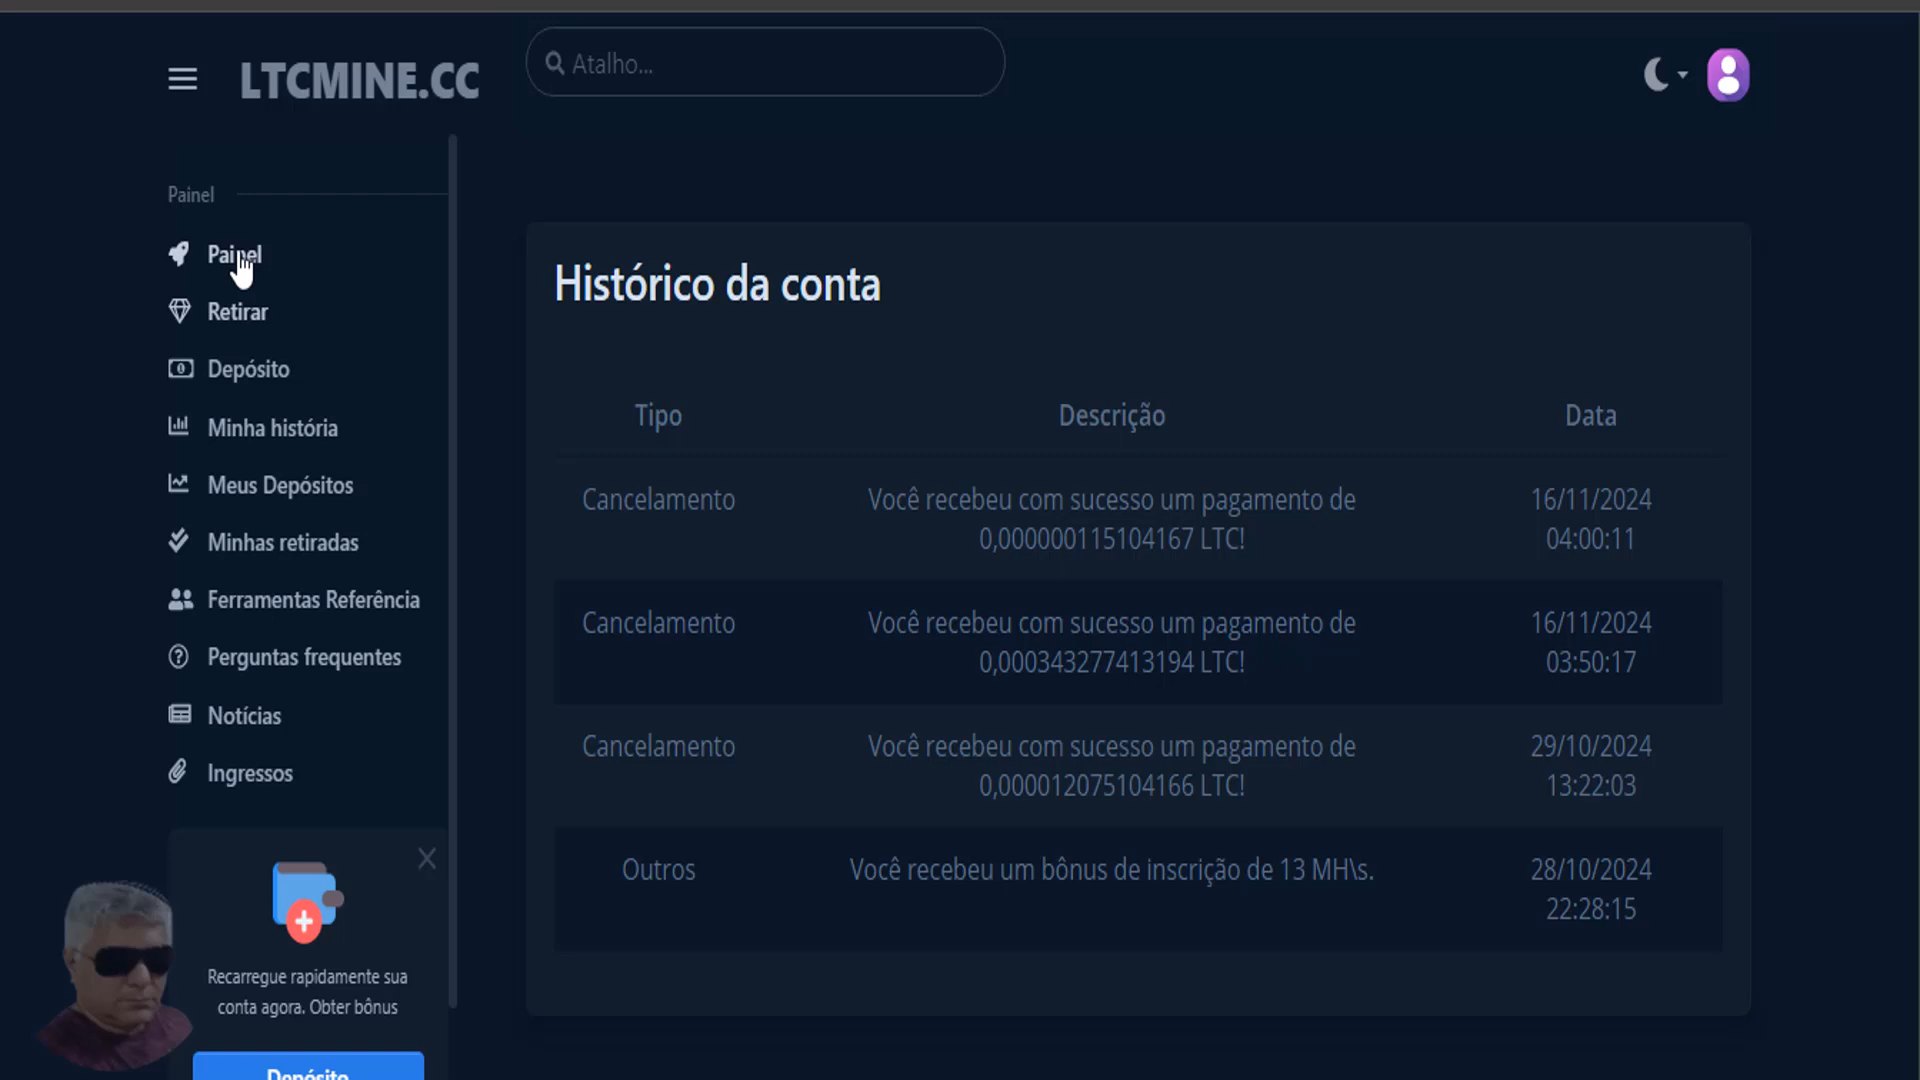 LTCMINE.CC
Atalho...
Painel
Painel
Retirar
Depósito
Minha história
Meus Depósitos
Minhas retiradas
Ferramentas Referência
Perguntas frequentes
Notícias
Ingressos
Recarregue rapidamente sua
conta agora. Obter bônus
Depósito
Histórico da conta
Tipo Descrição Data
Cancelamento Você recebeu com sucesso um pagamento de 16/11/2024
0,000000115104167 LTC! 04:00:11
Cancelamento Você recebeu com sucesso um pagamento de 16/11/2024
0,000343277413194 LTC! 03:50:17
Cancelamento Você recebeu com sucesso um pagamento de 29/10/2024
0,000012075104166 LTC! 13:22:03
Outros Você recebeu um bônus de inscrição de 13 MH\s. 28/10/2024
22:28:15